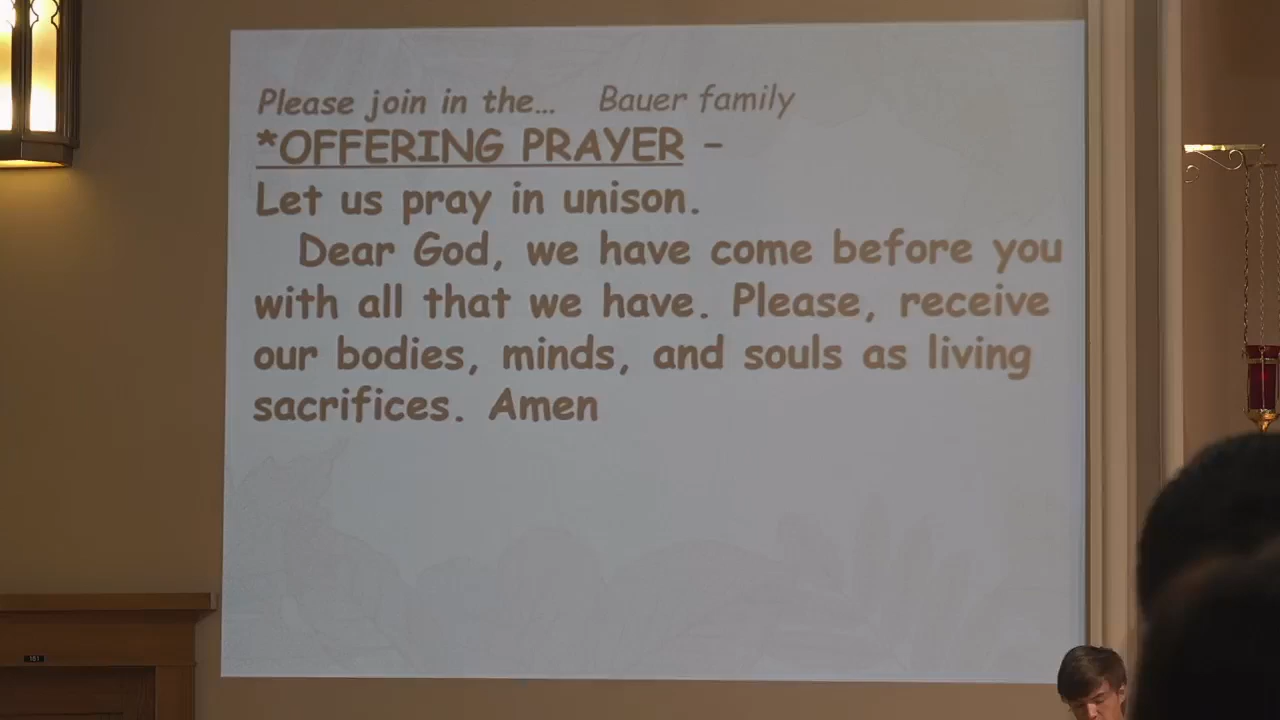 Please join in the... Bauer family
*OFFERING PRAYER –
Let us pray in unison.
Dear God, we have come before you
with all that we have. Please, receive
our bodies, minds, and souls as living
sacrifices. Amen